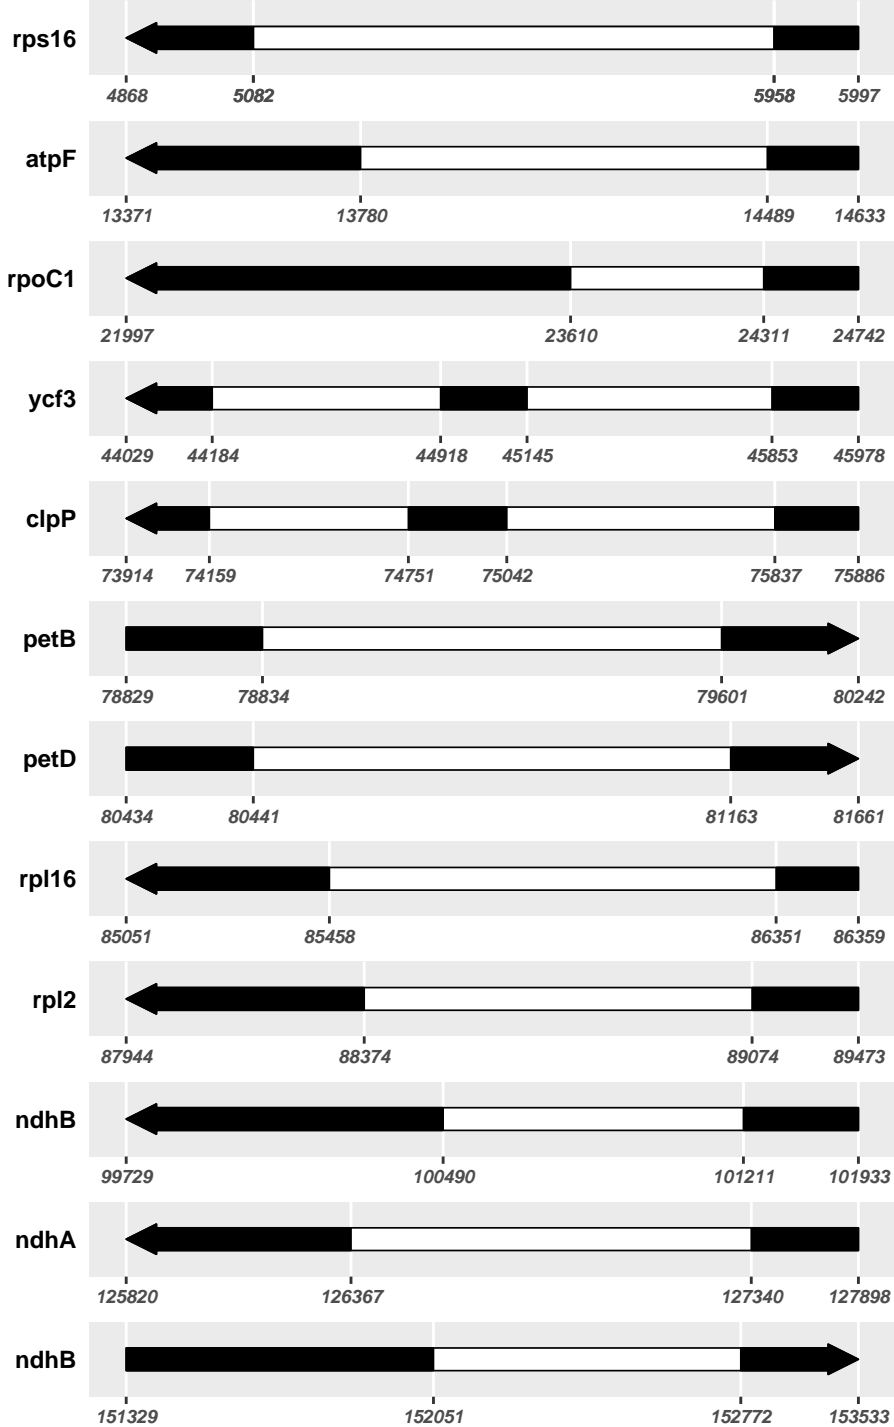 rps16
4868 5082 5958 5997
atpF
13371 13780 14489 14633
rpoC1
21997 23610 24311 24742
ycf3
44029 44184 44918 45145 45853 45978
clpP
73914 74159 74751 75042 75837 75886
petB
78829 78834 79601 80242
petD
80434 80441 81163 81661
rpl16
85051 85458 86351 86359
rpl2
87944 88374 89074 89473
ndhB
99729 100490 101211 101933
ndhA
125820 126367 127340 127898
ndhB
151329 152051 152772 153533